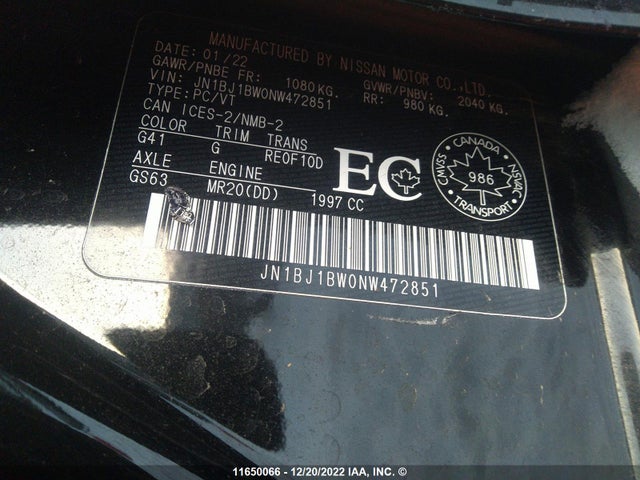 MANUFACTURED BY NISSAN MOTOR CO.,LTD.
DATE: 01/22 GVWR/PNBV: 2040 KG.
GAWR/PNBE FR: 1080 KG. RR: 980 KG.
VIN: JN1BJ1BW0NW472851
TYPE: PC/VT
CAN ICES-2/NMB-2
COLOR TRIM TRANS
G41 G RE0F10D
AXLE ENGINE
GS63 MR20(DD) 1997 CC
EC
CANADA
CMVSS 986 NSVAC
TRANSPORT
JN1BJ1BW0NW472851
11650066 - 12/20/2022 IAA, INC. ©